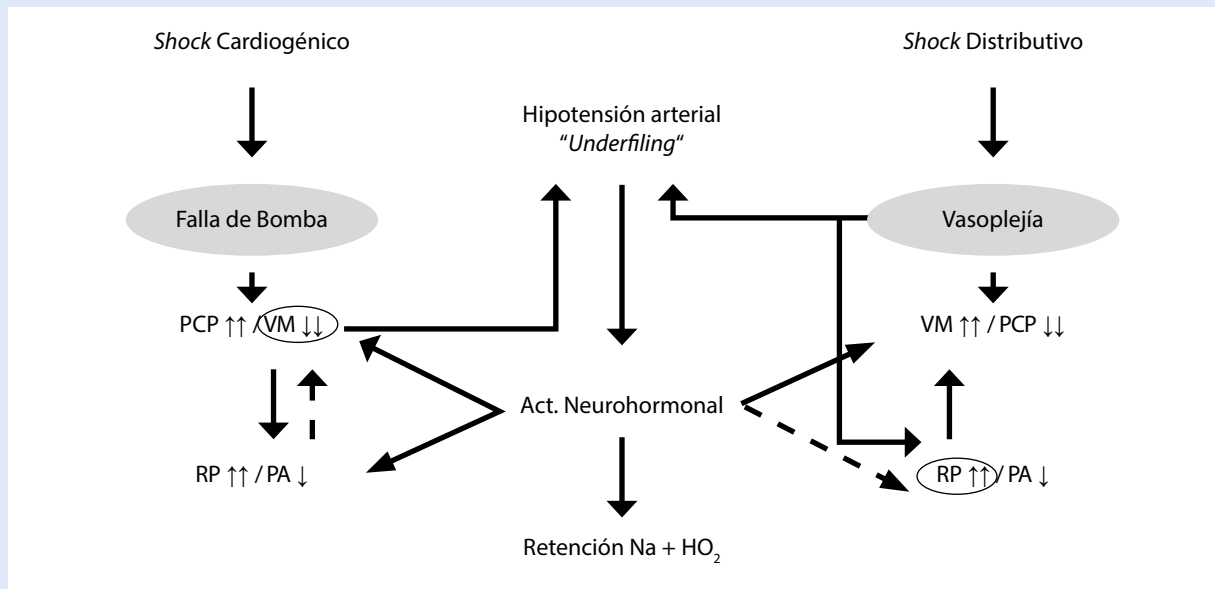 Shock Cardiogénico
Falla de Bomba
PCP ↑↑ / VM ↓↓
RP ↑↑ / PA ↓
Hipotensión arterial
“Underfiling“
Act. Neurohormonal
Retención Na + HO₂
Shock Distributivo
Vasoplejía
VM ↑↑ / PCP ↓↓
RP ↑↑ / PA ↓